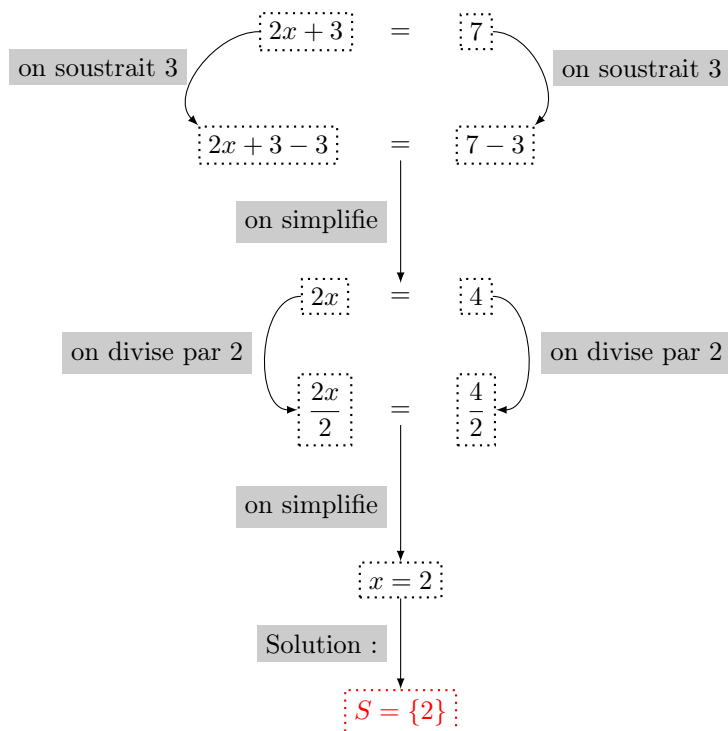 2x + 3 = 7
on soustrait 3 on soustrait 3
2x + 3 − 3 = 7 − 3
on simplifie
2x = 4
on divise par 2 on divise par 2
2x/2 = 4/2
on simplifie
x = 2
Solution :
S = {2}